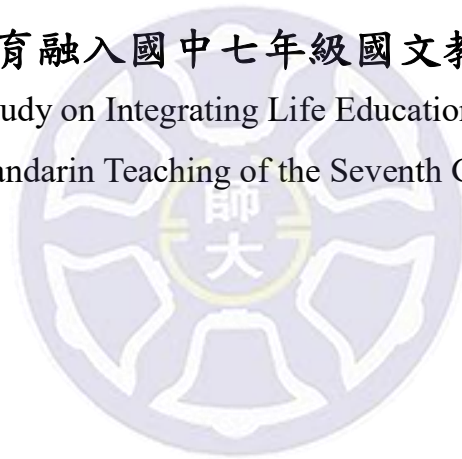 育融入國中七年級國文教
udy on Integrating Life Education
andarin Teaching of the Seventh
師
大